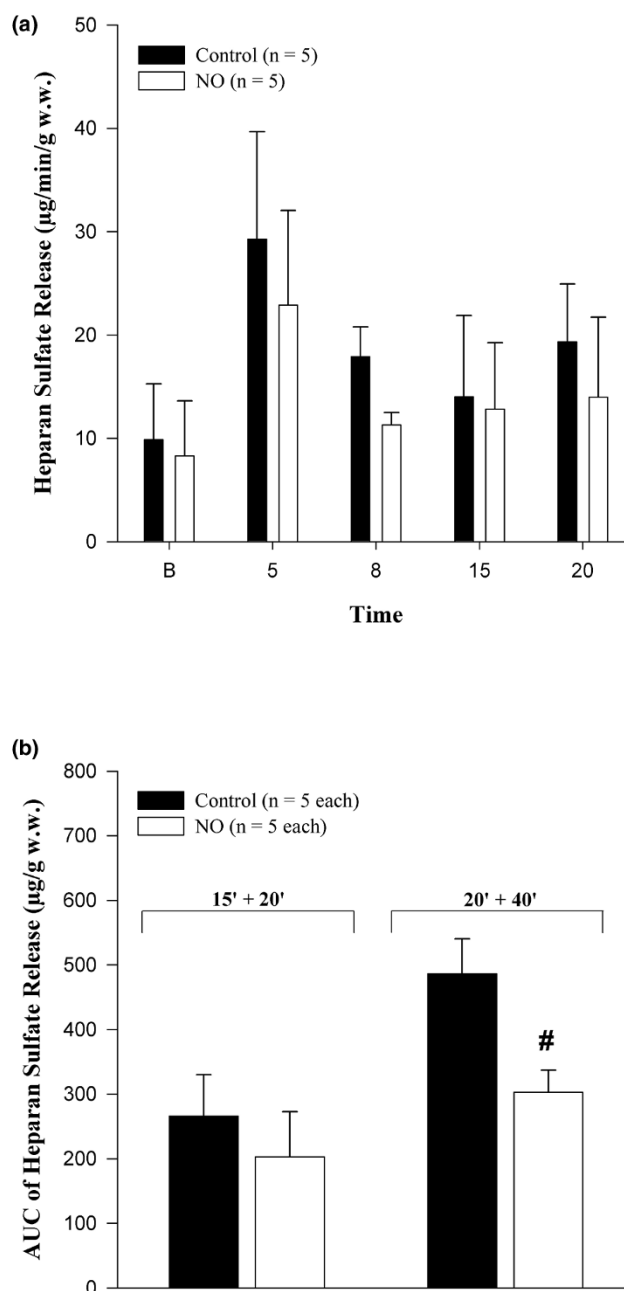 (a)
50
40
30
20
10
0
Heparan Sulfate Release (µg/min/g w.w.)
Control (n = 5)
NO (n = 5)
B 5 8 15 20
Time
(b)
800
700
600
500
400
300
200
100
0
AUC of Heparan Sulfate Release (µg/g w.w.)
Control (n = 5 each)
NO (n = 5 each)
15' + 20' 20' + 40'
#